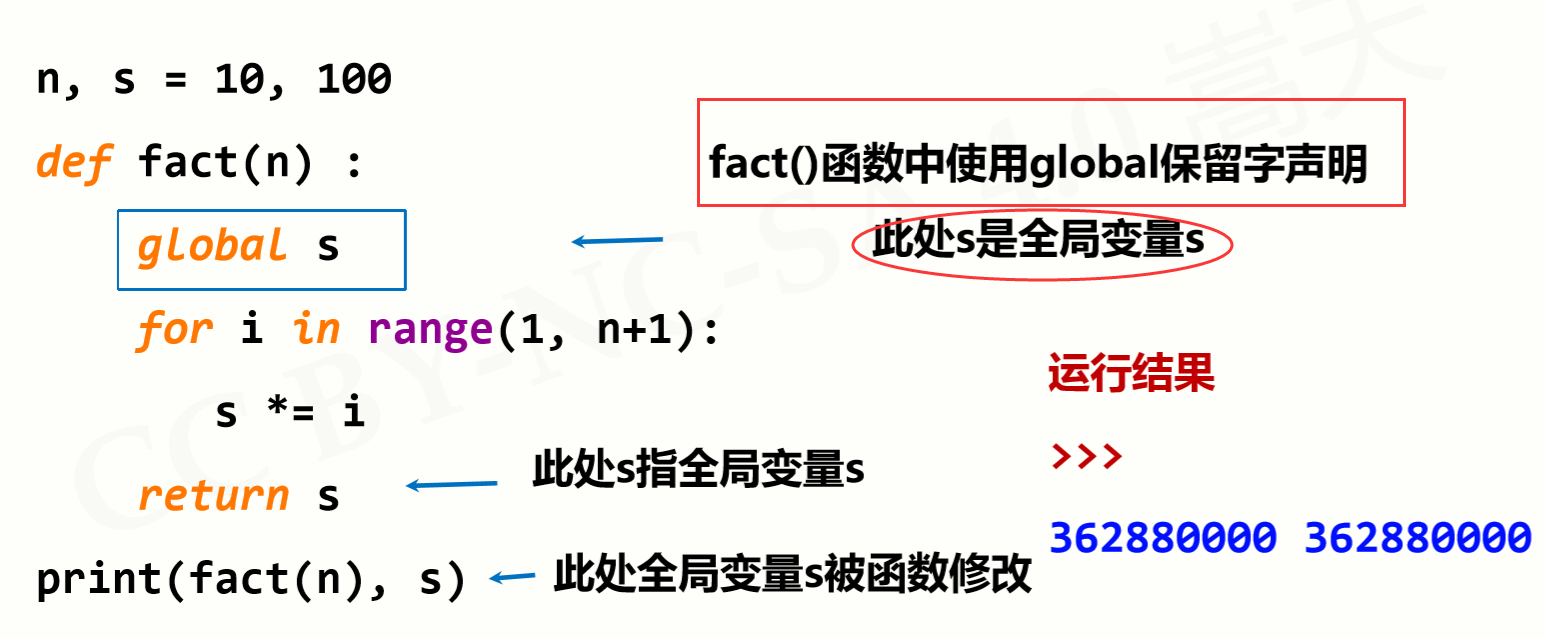 n, s = 10, 100
def fact(n) :
fact()函数中使用global保留字声明
global s
此处s是全局变量s
for i in range(1, n+1):
运行结果
s *= i
>>>
此处s指全局变量s
return s
362880000 362880000
print(fact(n), s)
此处全局变量s被函数修改
CC BY-NC-SA 4.0 嵩天